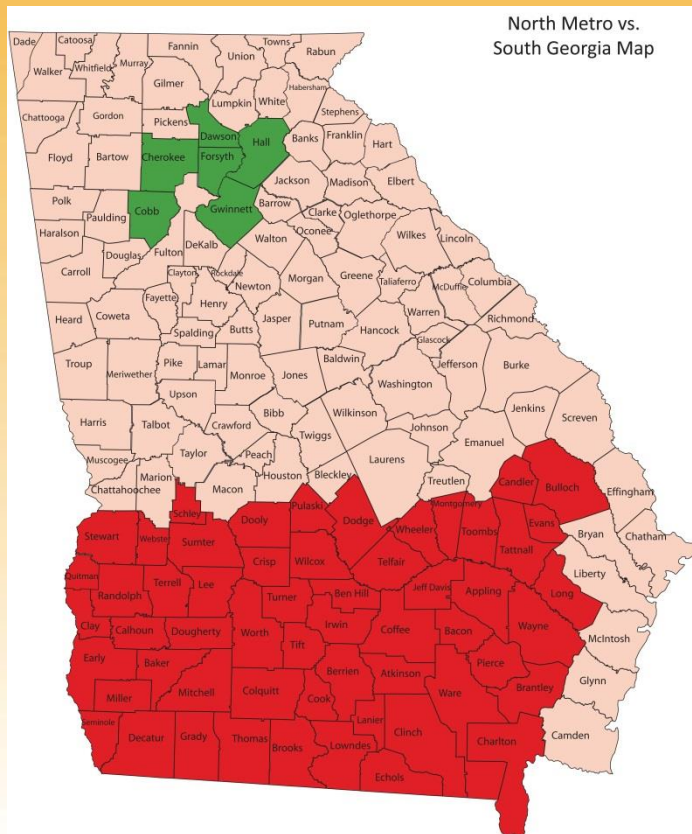 North Metro vs.
South Georgia Map
Dade
Catoosa
Fannin
Towns
Rabun
Union
Walker
Whitfield
Murray
Gilmer
Habersham
Lumpkin
White
Stephens
Chattooga
Gordon
Pickens
Dawson
Banks
Franklin
Hart
Hall
Floyd
Bartow
Cherokee
Forsyth
Jackson
Madison
Elbert
Polk
Paulding
Cobb
Gwinnett
Barrow
Clarke
Oglethorpe
Haralson
Oconee
Wilkes
Lincoln
Douglas
Fulton
DeKalb
Walton
Carroll
Clayton
Rockdale
Newton
Morgan
Greene
Taliaferro
McDuffie
Columbia
Fayette
Henry
Warren
Richmond
Heard
Coweta
Spalding
Butts
Jasper
Putnam
Hancock
Glascock
Troup
Meriwether
Pike
Lamar
Monroe
Jones
Baldwin
Jefferson
Burke
Upson
Washington
Harris
Talbot
Crawford
Bibb
Wilkinson
Jenkins
Screven
Taylor
Twiggs
Johnson
Emanuel
Muscogee
Peach
Chattahoochee
Marion
Macon
Houston
Bleckley
Laurens
Treutlen
Candler
Bulloch
Effingham
Schley
Dooly
Pulaski
Dodge
Montgomery
Stewart
Webster
Sumter
Wheeler
Toombs
Evans
Bryan
Chatham
Crisp
Wilcox
Telfair
Tattnall
Quitman
Randolph
Terrell
Lee
Turner
Ben Hill
Jeff Davis
Appling
Long
Liberty
Clay
Calhoun
Dougherty
Worth
Tift
Irwin
Coffee
Bacon
Wayne
McIntosh
Early
Baker
Berrien
Atkinson
Pierce
Glynn
Miller
Mitchell
Colquitt
Cook
Ware
Brantley
Seminole
Lanier
Camden
Decatur
Grady
Thomas
Brooks
Lowndes
Clinch
Charlton
Echols